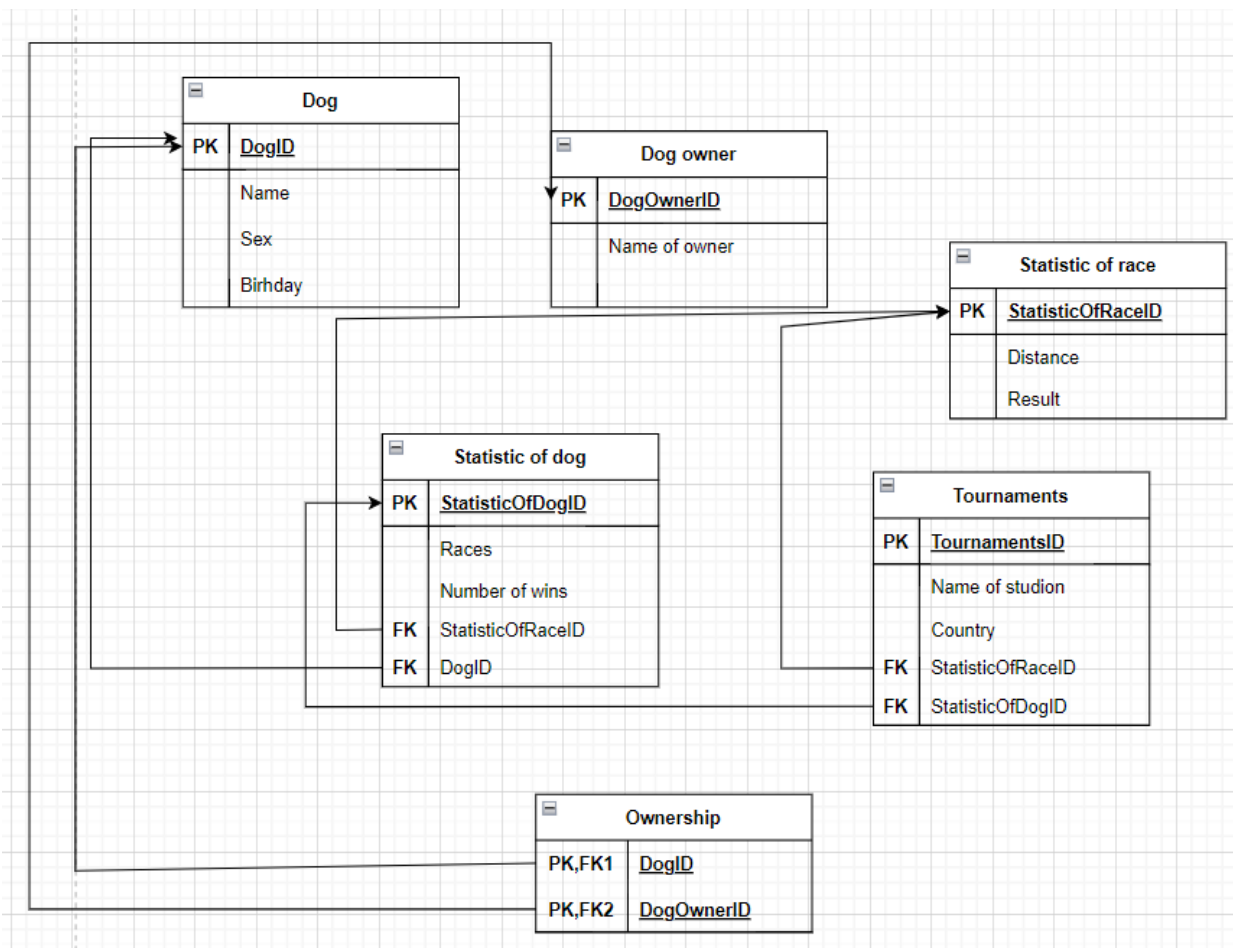 Dog
PK DogID
Name
Sex
Birhday
Dog owner
PK DogOwnerID
Name of owner
Statistic of race
PK StatisticOfRaceID
Distance
Result
Statistic of dog
PK StatisticOfDogID
Races
Number of wins
FK StatisticOfRaceID
FK DogID
Tournaments
PK TournamentsID
Name of studion
Country
FK StatisticOfRaceID
FK StatisticOfDogID
Ownership
PK,FK1 DogID
PK,FK2 DogOwnerID